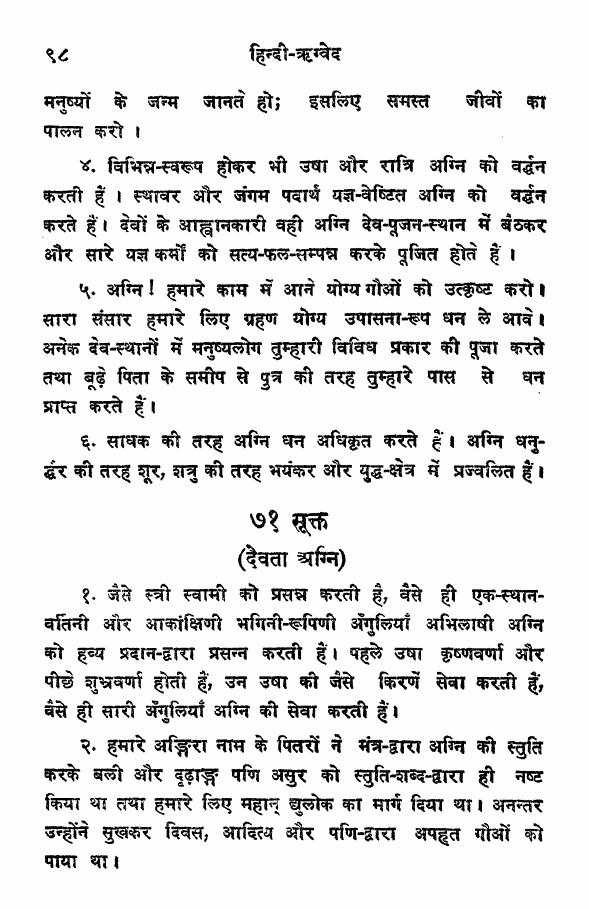 ९८ हिन्दी-ऋग्वेद
मनुष्यों के जन्म जानते हो; इसलिए समस्त जीवों का
पालन करो ।
४. विभिन्न-स्वरूप होकर भी उषा और रात्रि अग्नि को वर्द्धन
करती हैं । स्थावर और जंगम पदार्थ यज्ञ-वेष्टित अग्नि को वर्द्धन
करते हैं। देवों के आह्वानकारी वही अग्नि देव-पूजन-स्थान में बैठकर
और सारे यज्ञ कर्मों को सत्य-फल-सम्पन्न करके पूजित होते हैं ।
५. अग्नि! हमारे काम में आने योग्य गौओं को उत्कृष्ट करो।
सारा संसार हमारे लिए ग्रहण योग्य उपासना-रूप धन ले आवे।
अनेक देव-स्थानों में मनुष्यलोग तुम्हारी विविध प्रकार की पूजा करते
तथा बूढ़े पिता के समीप से पुत्र की तरह तुम्हारे पास से धन
प्राप्त करते हैं।
६. साधक की तरह अग्नि धन अधिकृत करते हैं। अग्नि धनु-
र्द्धर की तरह शूर, शत्रु की तरह भयंकर और युद्ध-क्षेत्र में प्रज्वलित हैं।
७१ सूक्त
(देवता अग्नि)
१. जैसे स्त्री स्वामी को प्रसन्न करती है, वैसे ही एक-स्थान-
वर्तिनी और आकांक्षिणी भगिनी-रूपिणी अँगुलियाँ अभिलाषी अग्नि
को हव्य प्रदान-द्वारा प्रसन्न करती हैं। पहले उषा कृष्णवर्णा और
पीछे शुभ्रवर्णा होती हैं, उन उषा की जैसे किरणें सेवा करती हैं,
वैसे ही सारी अँगुलियाँ अग्नि की सेवा करती हैं।
२. हमारे अङ्गिरा नाम के पितरों ने मंत्र-द्वारा अग्नि की स्तुति
करके बली और दृढ़ाङ्ग पणि असुर को स्तुति-शब्द-द्वारा ही नष्ट
किया था तथा हमारे लिए महान् द्युलोक का मार्ग दिया था। अनन्तर
उन्होंने सुखकर दिवस, आदित्य और पणि-द्वारा अपहृत गौओं को
पाया था।